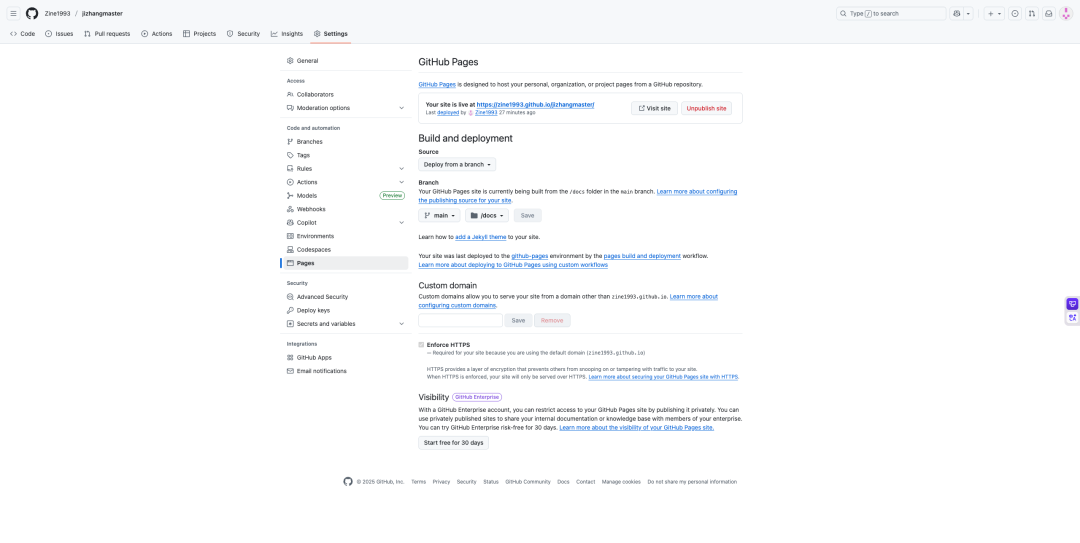 Zine1993 / jizhangmaster
Type / to search
Code Issues Pull requests Actions Projects Security Insights Settings
General
Access
Collaborators
Moderation options
Code and automation
Branches
Tags
Rules
Actions
Models Preview
Webhooks
Copilot
Environments
Codespaces
Pages
Security
Advanced Security
Deploy keys
Secrets and variables
Integrations
GitHub Apps
Email notifications
GitHub Pages
GitHub Pages is designed to host your personal, organization, or project pages from a GitHub repository.
Your site is live at https://zine1993.github.io/jizhangmaster/
Last deployed by Zine1993 27 minutes ago
Visit site Unpublish site
Build and deployment
Source
Deploy from a branch
Branch
Your GitHub Pages site is currently being built from the /docs folder in the main branch. Learn more about configuring
the publishing source for your site.
main /docs Save
Learn how to add a Jekyll theme to your site.
Your site was last deployed to the github-pages environment by the pages build and deployment workflow.
Learn more about deploying to GitHub Pages using custom workflows
Custom domain
Custom domains allow you to serve your site from a domain other than zine1993.github.io. Learn more about
configuring custom domains.
Save Remove
Enforce HTTPS
— Required for your site because you are using the default domain (zine1993.github.io)
HTTPS provides a layer of encryption that prevents others from snooping on or tampering with traffic to your site.
When HTTPS is enforced, your site will only be served over HTTPS. Learn more about securing your GitHub Pages site with HTTPS.
Visibility GitHub Enterprise
With a GitHub Enterprise account, you can restrict access to your GitHub Pages site by publishing it privately. You can
use privately published sites to share your internal documentation or knowledge base with members of your enterprise.
You can try GitHub Enterprise risk-free for 30 days. Learn more about the visibility of your GitHub Pages site.
Start free for 30 days
© 2025 GitHub, Inc. Terms Privacy Security Status GitHub Community Docs Contact Manage cookies Do not share my personal information